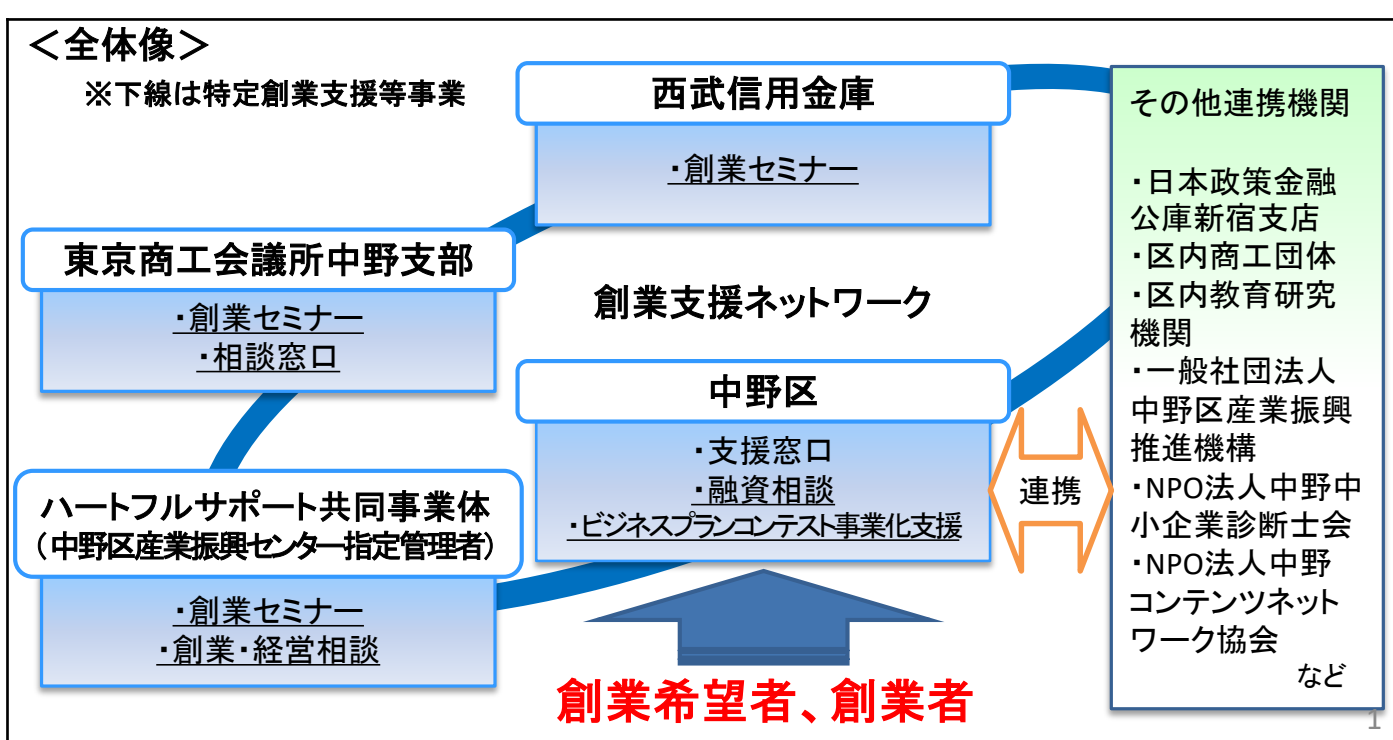 ＜全体像＞
※下線は特定創業支援等事業
西武信用金庫
・創業セミナー
東京商工会議所中野支部
・創業セミナー
・相談窓口
創業支援ネットワーク
中野区
・支援窓口
・融資相談
・ビジネスプランコンテスト事業化支援
ハートフルサポート共同事業体
（中野区産業振興センター指定管理者）
・創業セミナー
・創業・経営相談
連携
創業希望者、創業者
その他連携機関
・日本政策金融
公庫新宿支店
・区内商工団体
・区内教育研究
機関
・一般社団法人
中野区産業振興
推進機構
・NPO法人中野中
小企業診断士会
・NPO法人中野
コンテンツネット
ワーク協会
など
1